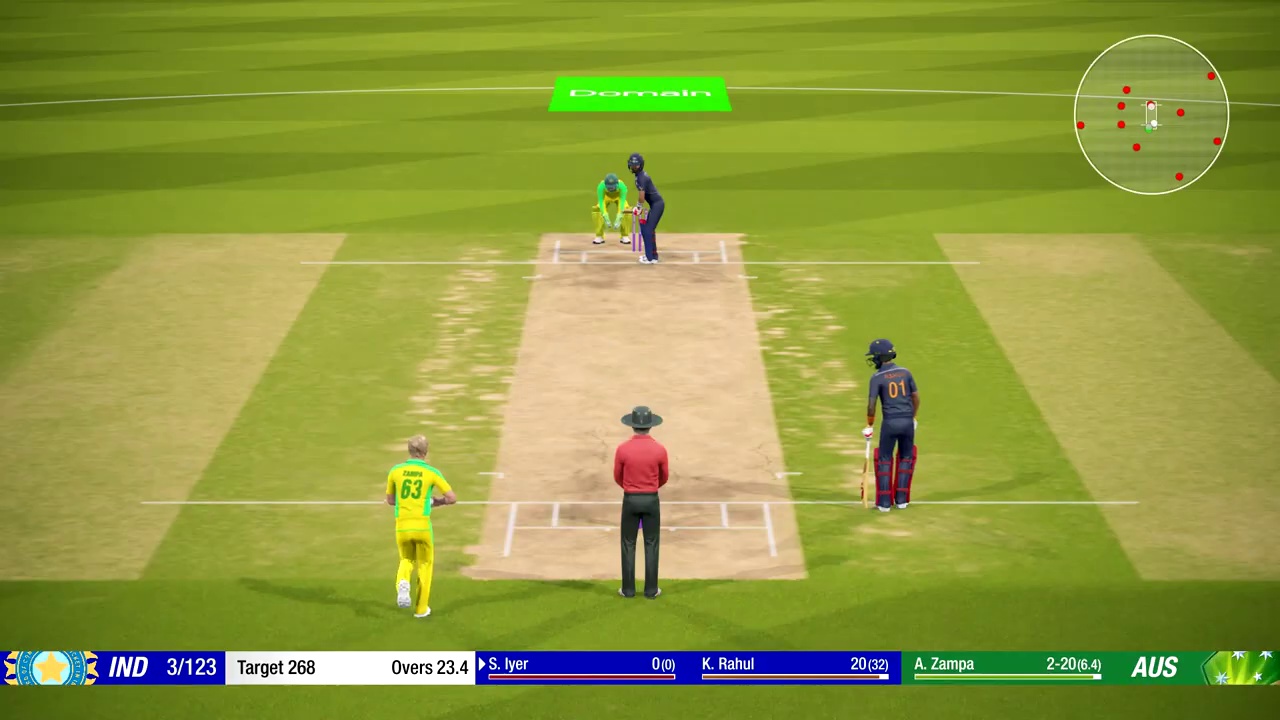 Domain
01
ZAMPA
63
IND 3/123 Target 268 Overs 23.4 S. Iyer 0(0) K. Rahul 20(32) A. Zampa 2-20(6.4) AUS